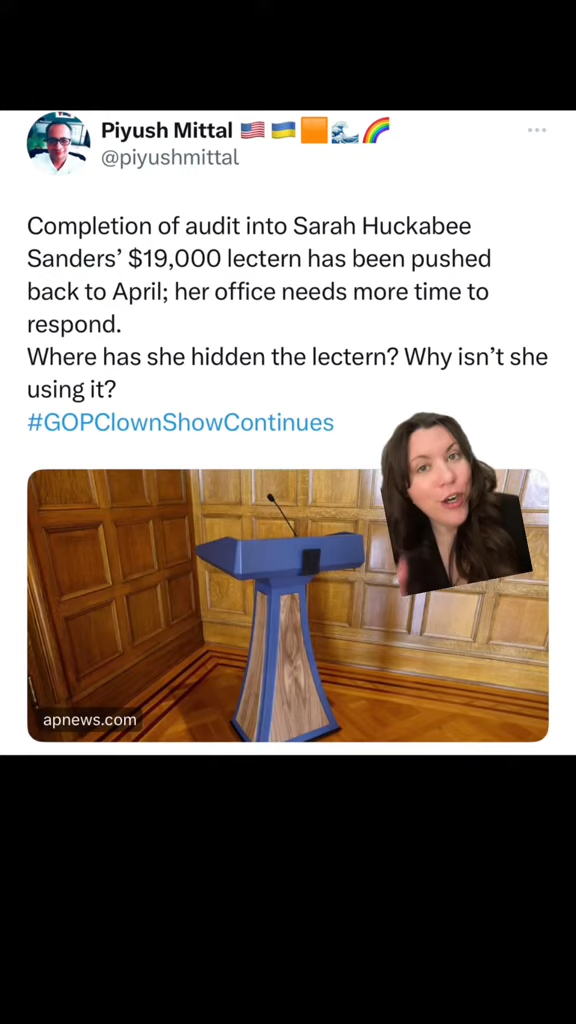 Piyush Mittal 🇺🇸 🇺🇦 🟧 🌊 🌈
@piyushmittal
Completion of audit into Sarah Huckabee
Sanders’ $19,000 lectern has been pushed
back to April; her office needs more time to
respond.
Where has she hidden the lectern? Why isn’t she
using it?
#GOPClownShowContinues
apnews.com